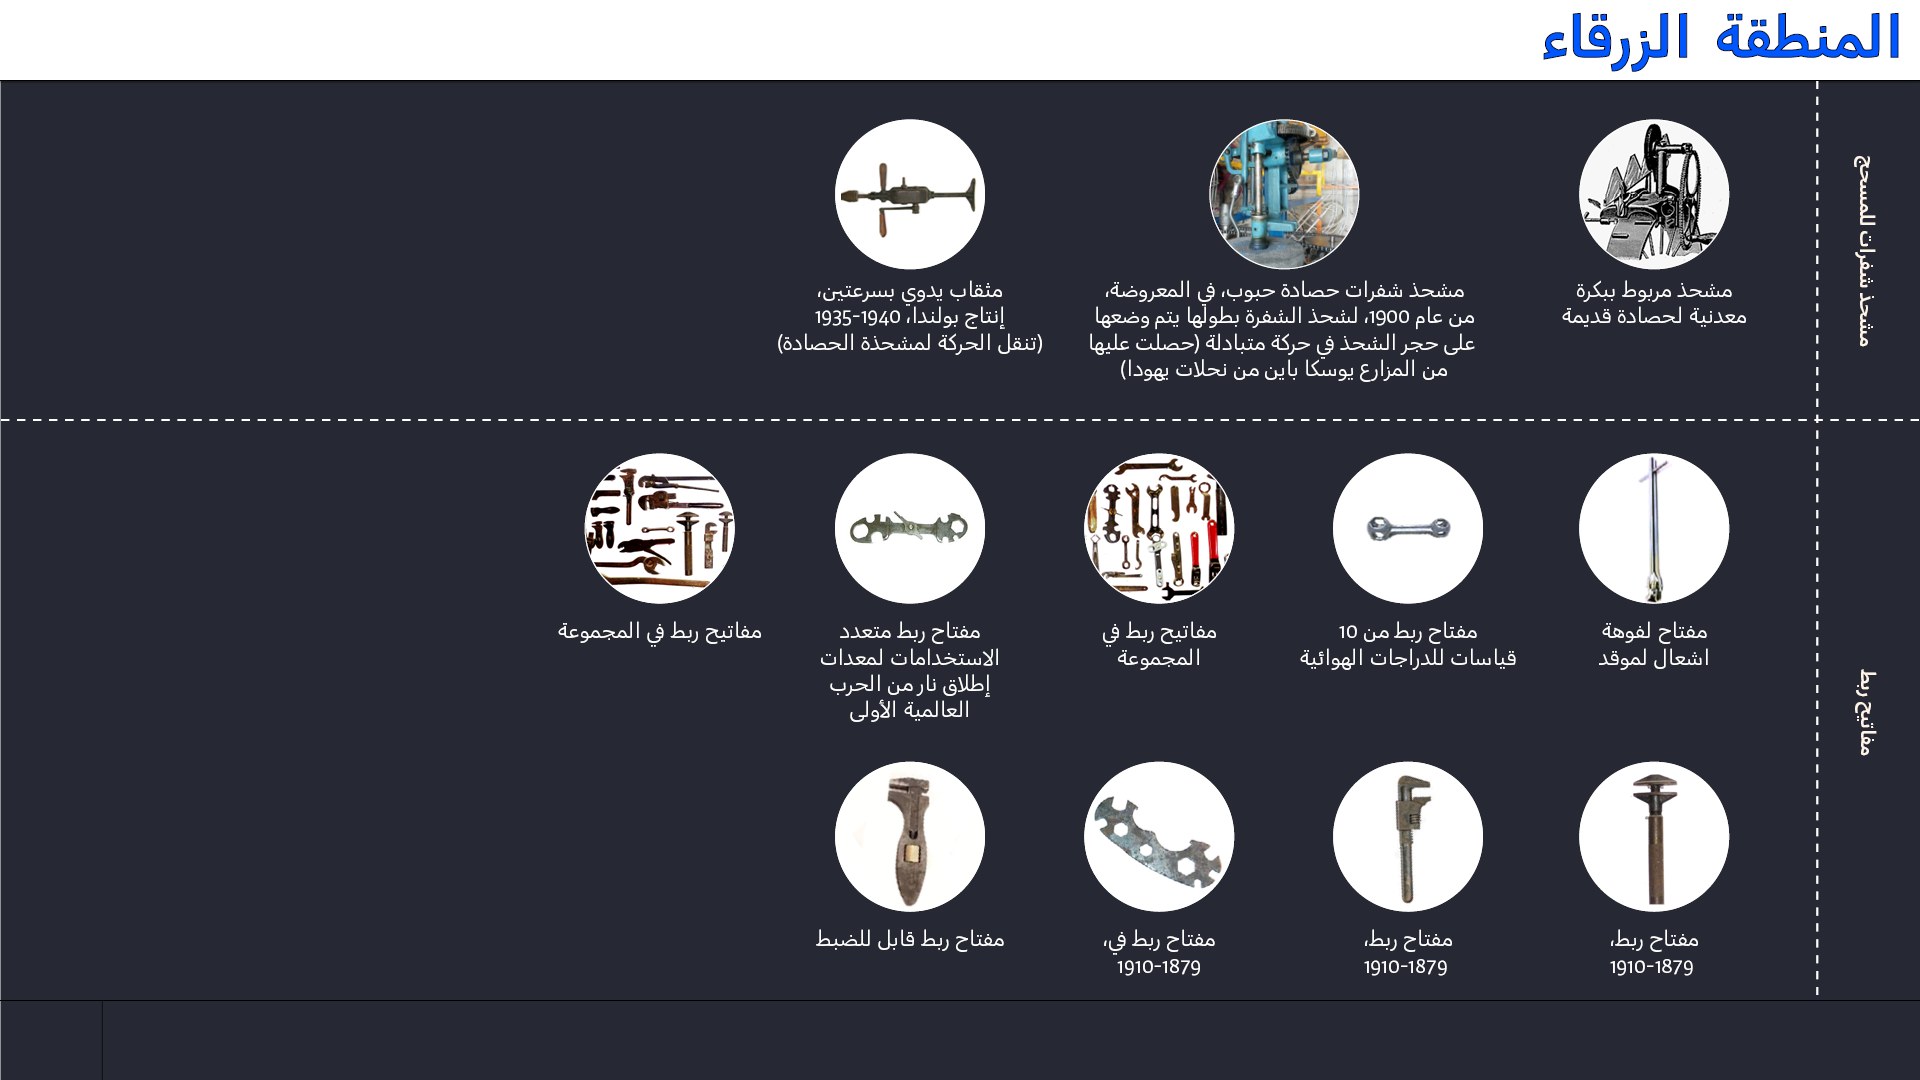 المنطقة الزرقاء
مشحذ شفرات للمسحج
مشحذ مربوط ببكرة
معدنية لحصادة قديمة
مشحذ شفرات حصادة حبوب، في المعروضة،
من عام 1900، لشحذ الشفرة بطولها يتم وضعها
على حجر الشحذ في حركة متبادلة (حصلت عليها
من المزارع يوسكا باين من نحلات يهودا)
مثقاب يدوي بسرعتين،
إنتاج بولندا، 1940-1935
(تنقل الحركة لمشحذة الحصادة)
مفاتيح ربط
مفتاح لفوهة
اشعال لموقد
مفتاح ربط من 10
قياسات للدراجات الهوائية
مفاتيح ربط في
المجموعة
مفتاح ربط متعدد
الاستخدامات لمعدات
إطلاق نار من الحرب
العالمية الأولى
مفاتيح ربط في المجموعة
مفتاح ربط،
1910-1879
مفتاح ربط،
1910-1879
مفتاح ربط في،
1910-1879
مفتاح ربط قابل للضبط